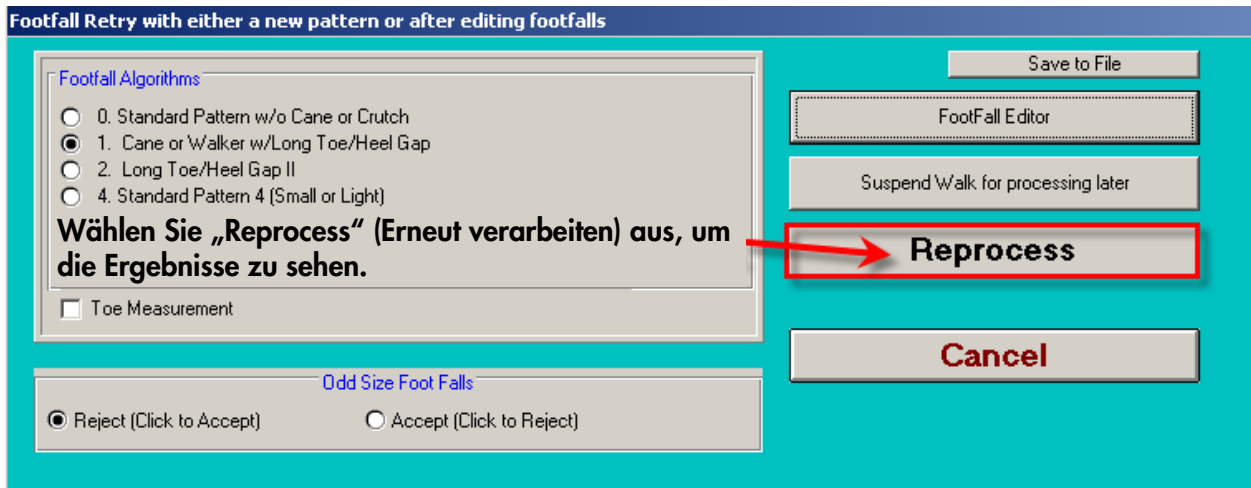 Footfall Retry with either a new pattern or after editing footfalls
Footfall Algorithms
0. Standard Pattern w/o Cane or Crutch
1. Cane or Walker w/Long Toe/Heel Gap
2. Long Toe/Heel Gap II
4. Standard Pattern 4 (Small or Light)
Wählen Sie „Reprocess“ (Erneut verarbeiten) aus, um
die Ergebnisse zu sehen.
Toe Measurement
Odd Size Foot Falls
Reject (Click to Accept)
Accept (Click to Reject)
Save to File
FootFall Editor
Suspend Walk for processing later
Reprocess
Cancel